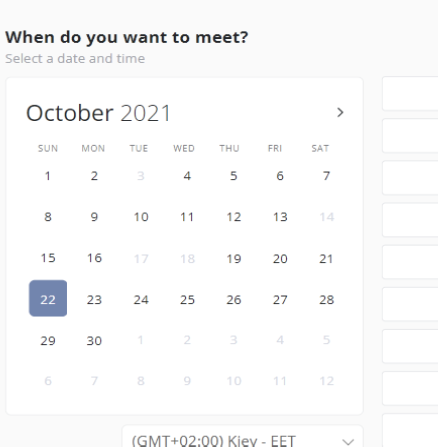 When do you want to meet?
Select a date and time
October 2021 >
SUN MON TUE WED THU FRI SAT
1 2 3 4 5 6 7
8 9 10 11 12 13 14
15 16 17 18 19 20 21
22 23 24 25 26 27 28
29 30 1 2 3 4 5
6 7 8 9 10 11 12
(GMT+02:00) Kiev - EET